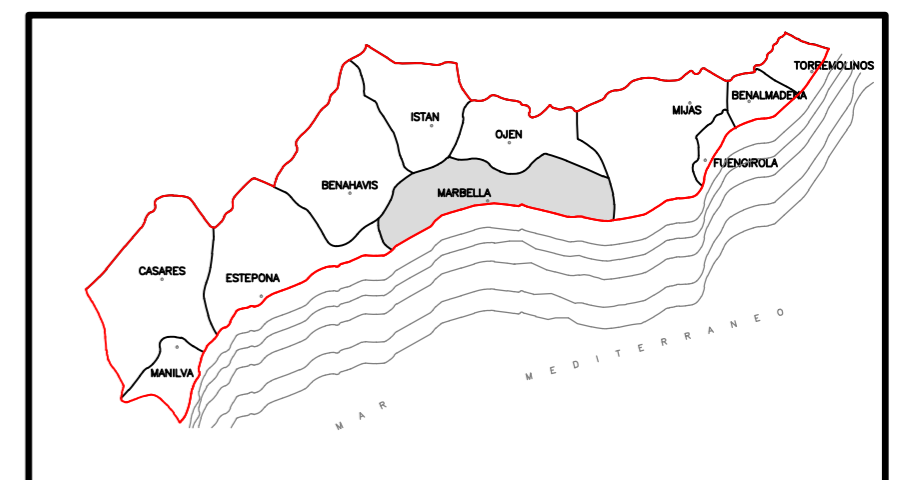 TORREMOLINOS
BENALMADENA
MIJAS
ISTAN
OJEN
FUENGIROLA
BENAHAVIS
MARBELLA
CASARES
ESTEPONA
MANILVA
MAR MEDITERRANEO